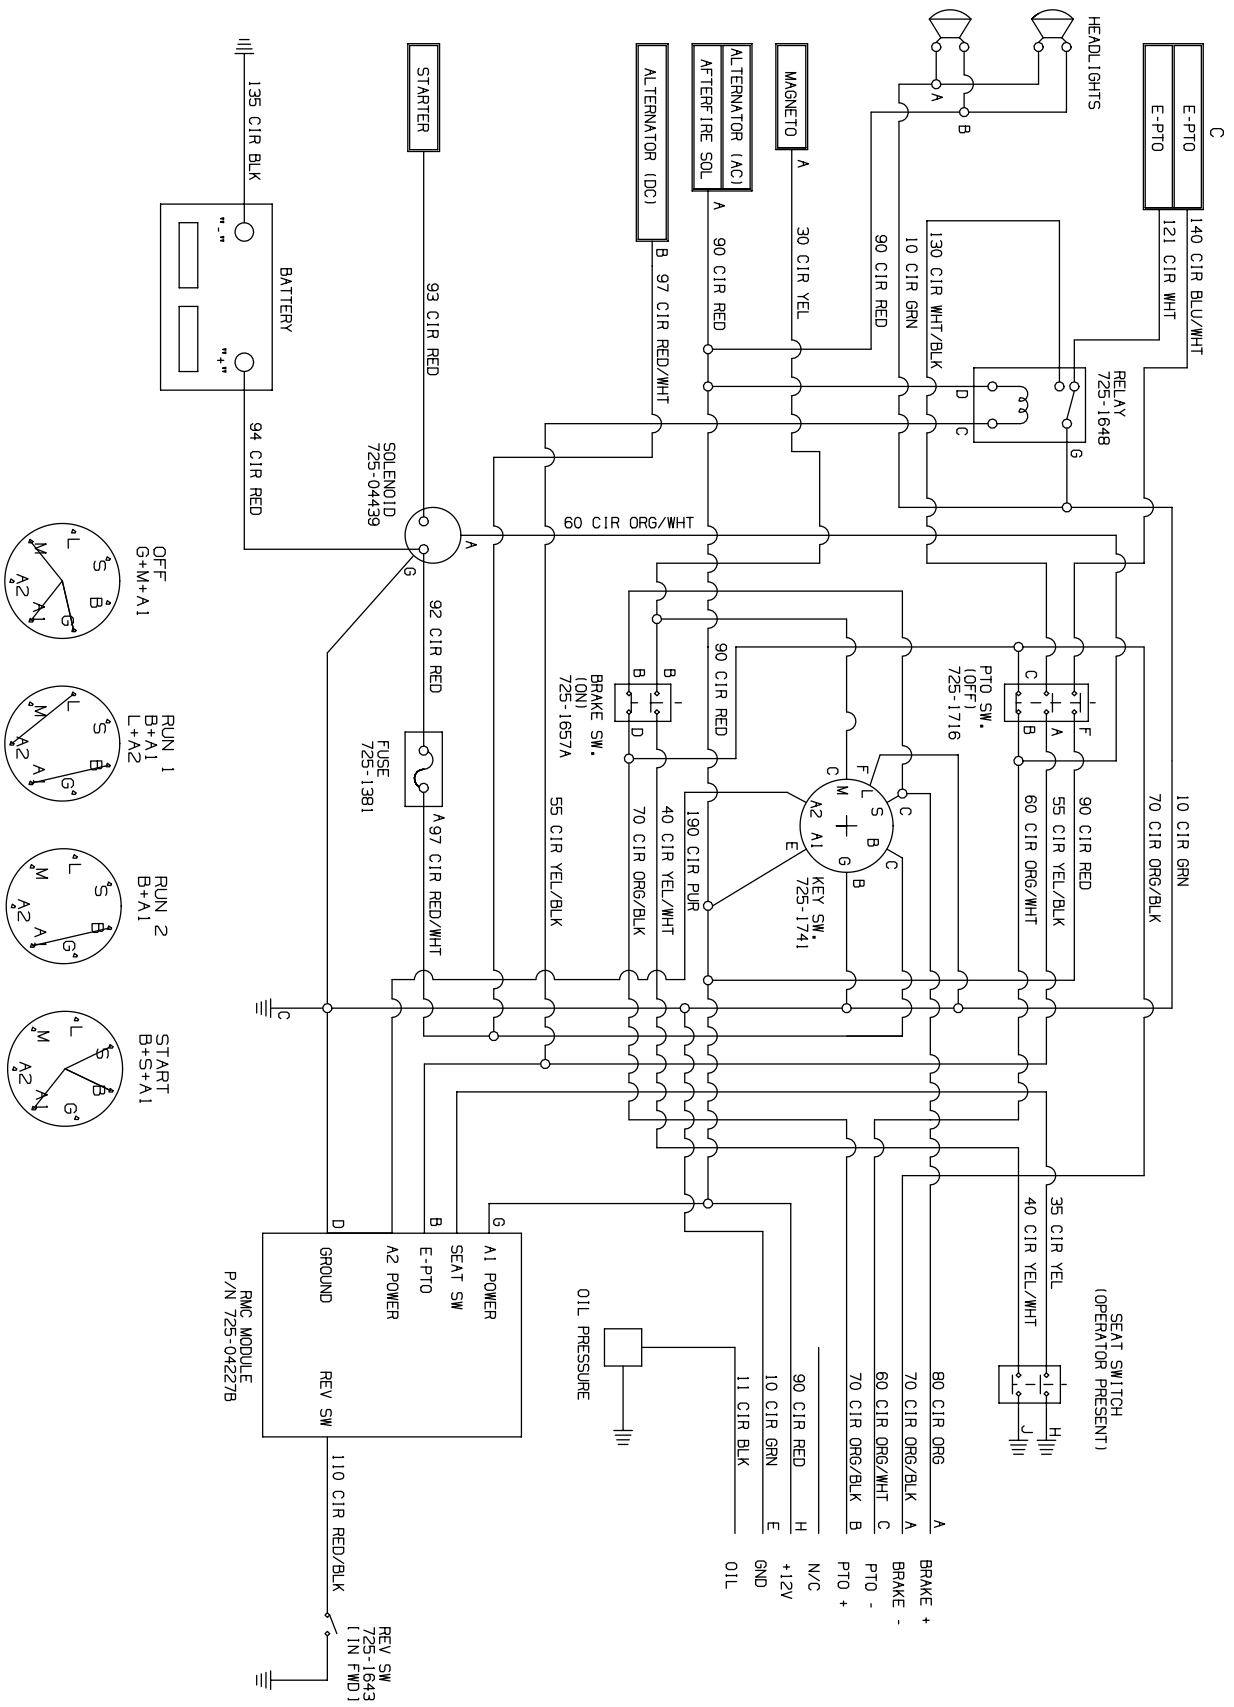 C
E-PTO
E-PTO
140 CIR BLU/WHT
121 CIR WHT
HEADLIGHTS
A
B
130 CIR WHT/BLK
10 CIR GRN
90 CIR RED
MAGNETO
A
30 CIR YEL
ALTERNATOR (AC)
AFTERFIRE SOL
A
90 CIR RED
ALTERNATOR (DC)
B
97 CIR RED/WHT
STARTER
93 CIR RED
135 CIR BLK
BATTERY
"-"
"+"
94 CIR RED
RELAY
725-1648
D
C
G
SOLENOID
725-04439
A
G
60 CIR ORG/WHT
92 CIR RED
FUSE
725-1381
A
97 CIR RED/WHT
PTO SW.
(OFF)
725-1716
C
B
A
F
10 CIR GRN
70 CIR ORG/BLK
90 CIR RED
55 CIR YEL/BLK
60 CIR ORG/WHT
BRAKE SW.
(ON)
725-1657A
B
B
D
90 CIR RED
190 CIR PUR
40 CIR YEL/WHT
70 CIR ORG/BLK
55 CIR YEL/BLK
KEY SW.
725-1741
C
F
C
C
B
E
M
L
S
B
G
A1
A2
C
OFF
G+M+A1
L
S
B
G
A1
A2
M
RUN 1
B+A1
L+A2
L
S
B
G
A1
A2
M
RUN 2
B+A1
L
S
B
G
A1
A2
M
START
B+S+A1
L
S
B
G
A1
A2
M
D
B
G
A1 POWER
SEAT SW
E-PTO
A2 POWER
GROUND
REV SW
RMC MODULE
P/N 725-04227B
110 CIR RED/BLK
REV SW
725-1643
[IN FWD]
OIL PRESSURE
SEAT SWITCH
(OPERATOR PRESENT)
35 CIR YEL
40 CIR YEL/WHT
H
J
80 CIR ORG A BRAKE +
70 CIR ORG/BLK A BRAKE -
60 CIR ORG/WHT C PTO -
70 CIR ORG/BLK B PTO +
N/C
90 CIR RED H +12V
10 CIR GRN E GND
11 CIR BLK OIL